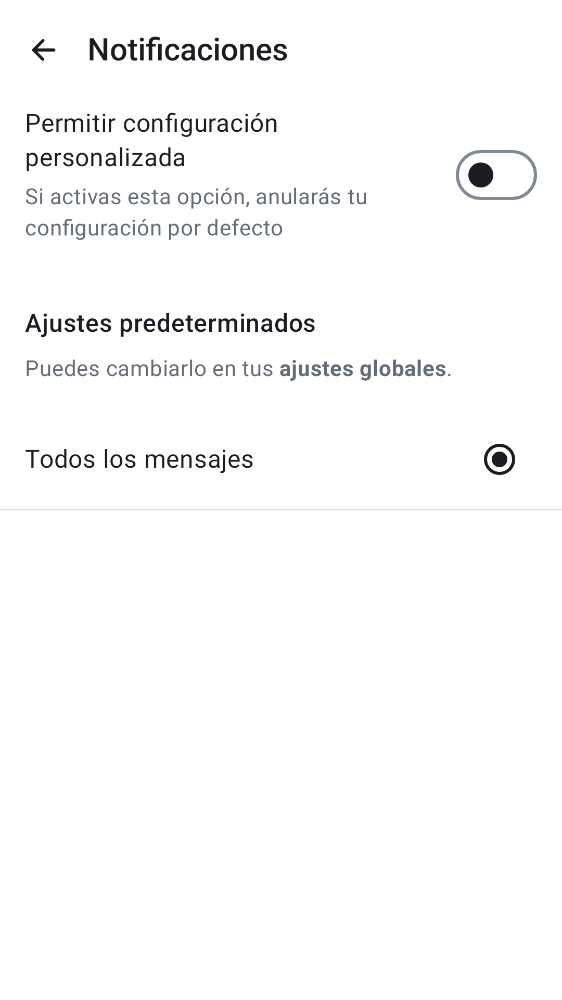 Notificaciones
Permitir configuración
personalizada
Si activas esta opción, anularás tu
configuración por defecto
Ajustes predeterminados
Puedes cambiarlo en tus ajustes globales.
Todos los mensajes